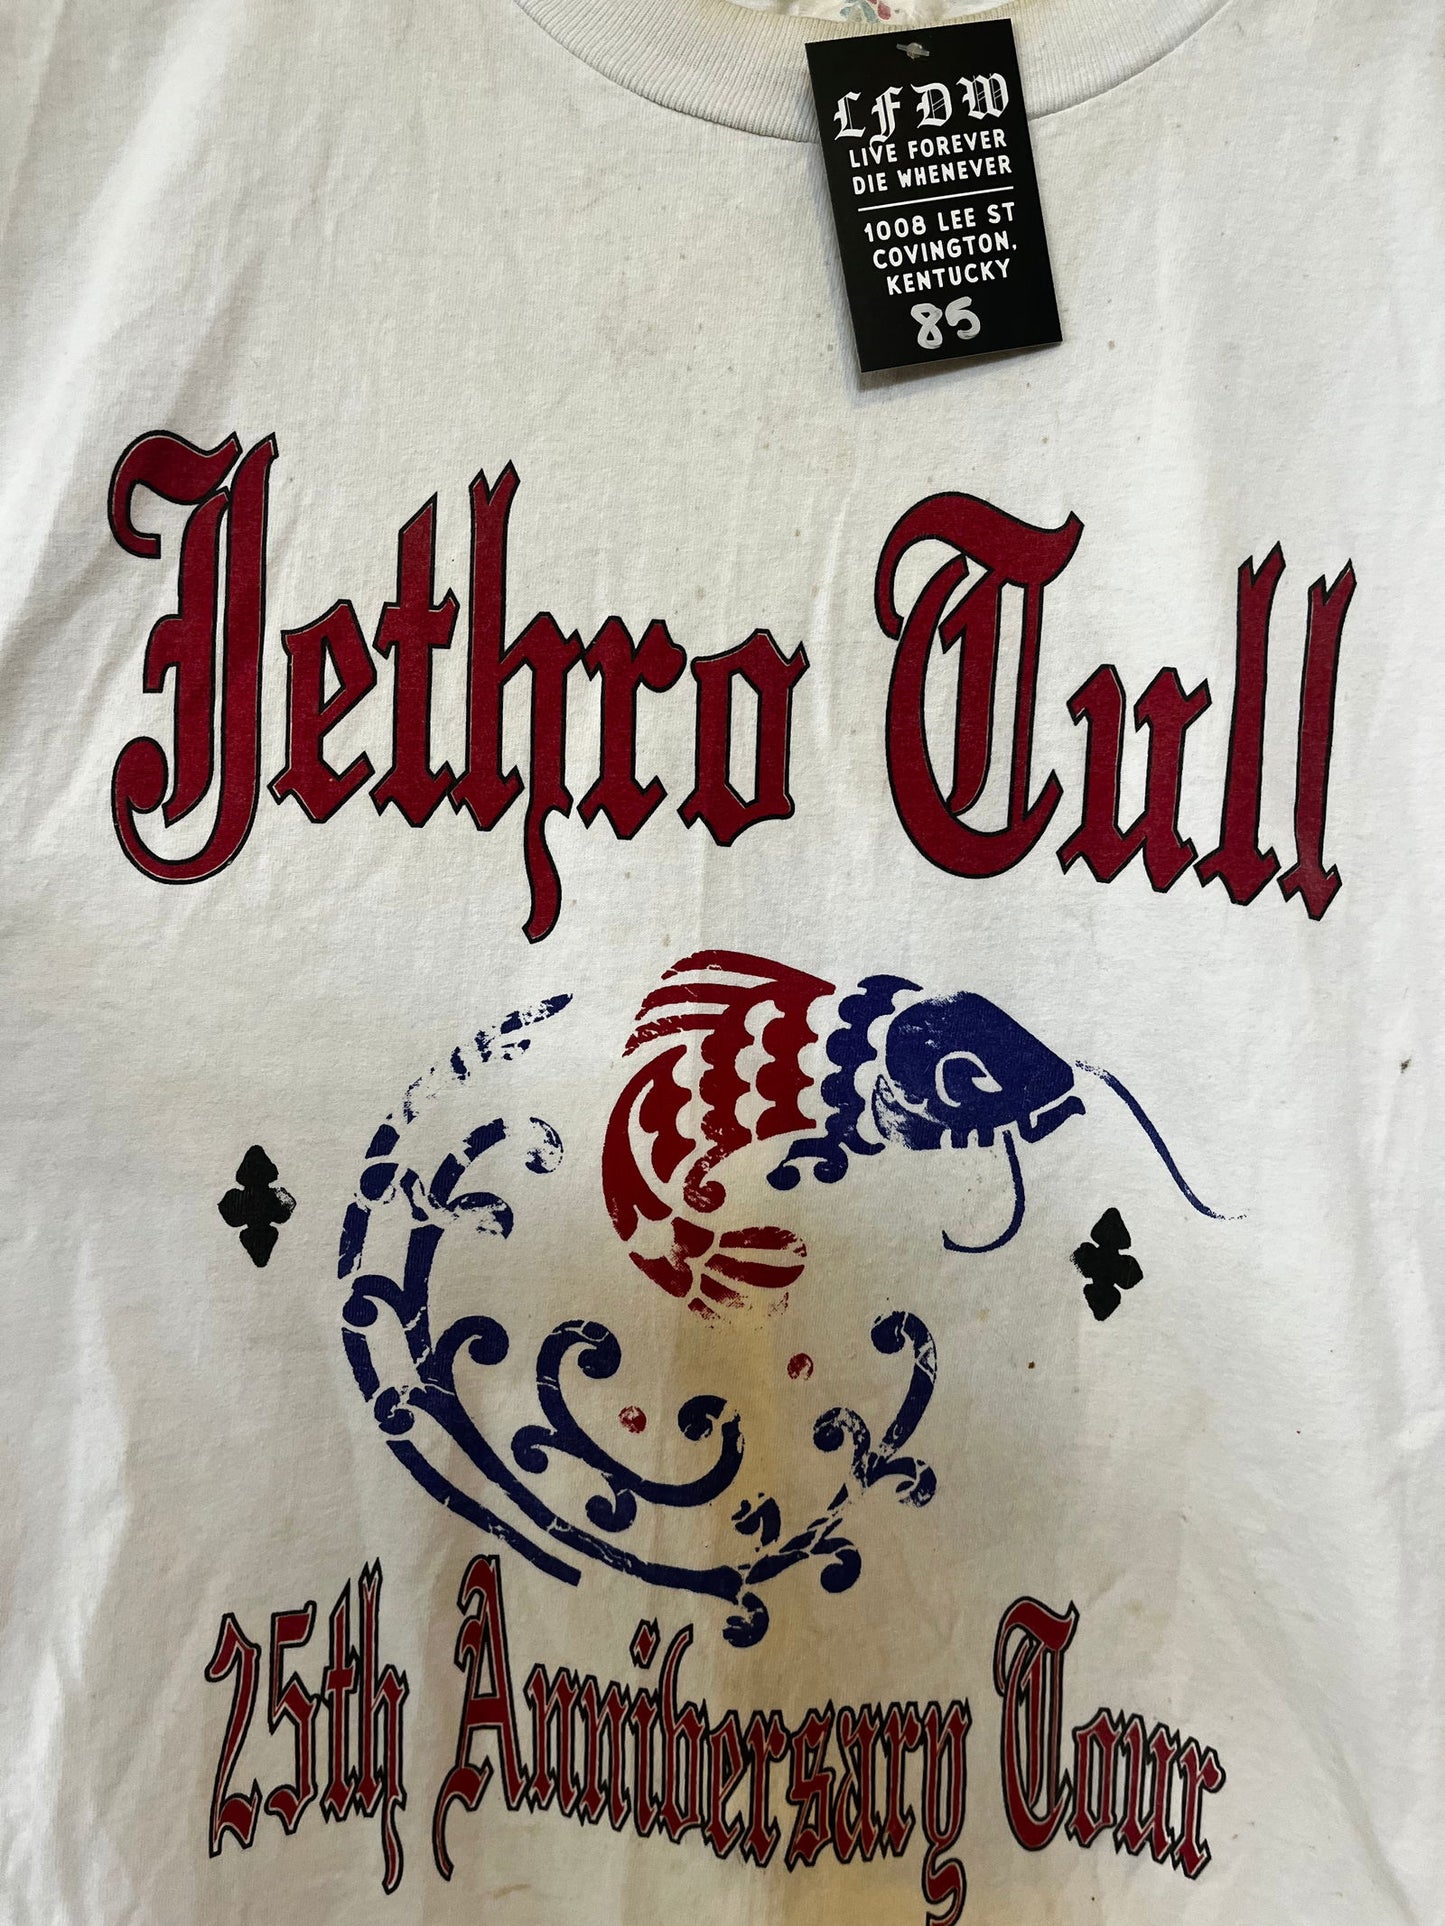 LFDW
LIVE FOREVER
DIE WHENEVER
1008 LEE ST
COVINGTON,
KENTUCKY
85
Jethro Tull
25th Anniversary Tour